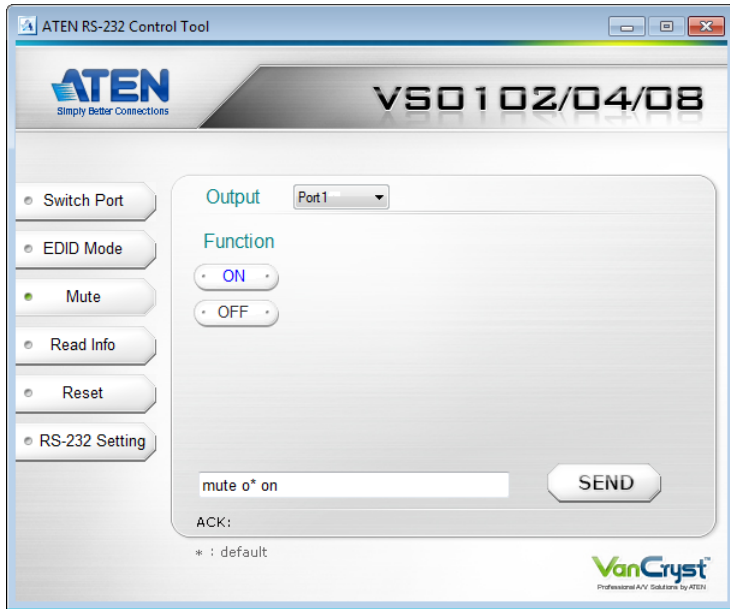 ATEN RS-232 Control Tool
ATEN
Simply Better Connections
VS0102/04/08
Switch Port
EDID Mode
Mute
Read Info
Reset
RS-232 Setting
Output
Port1
Function
ON
OFF
mute o* on
SEND
ACK:
* : default
VanCryst™
Professional A/V Solutions by ATEN